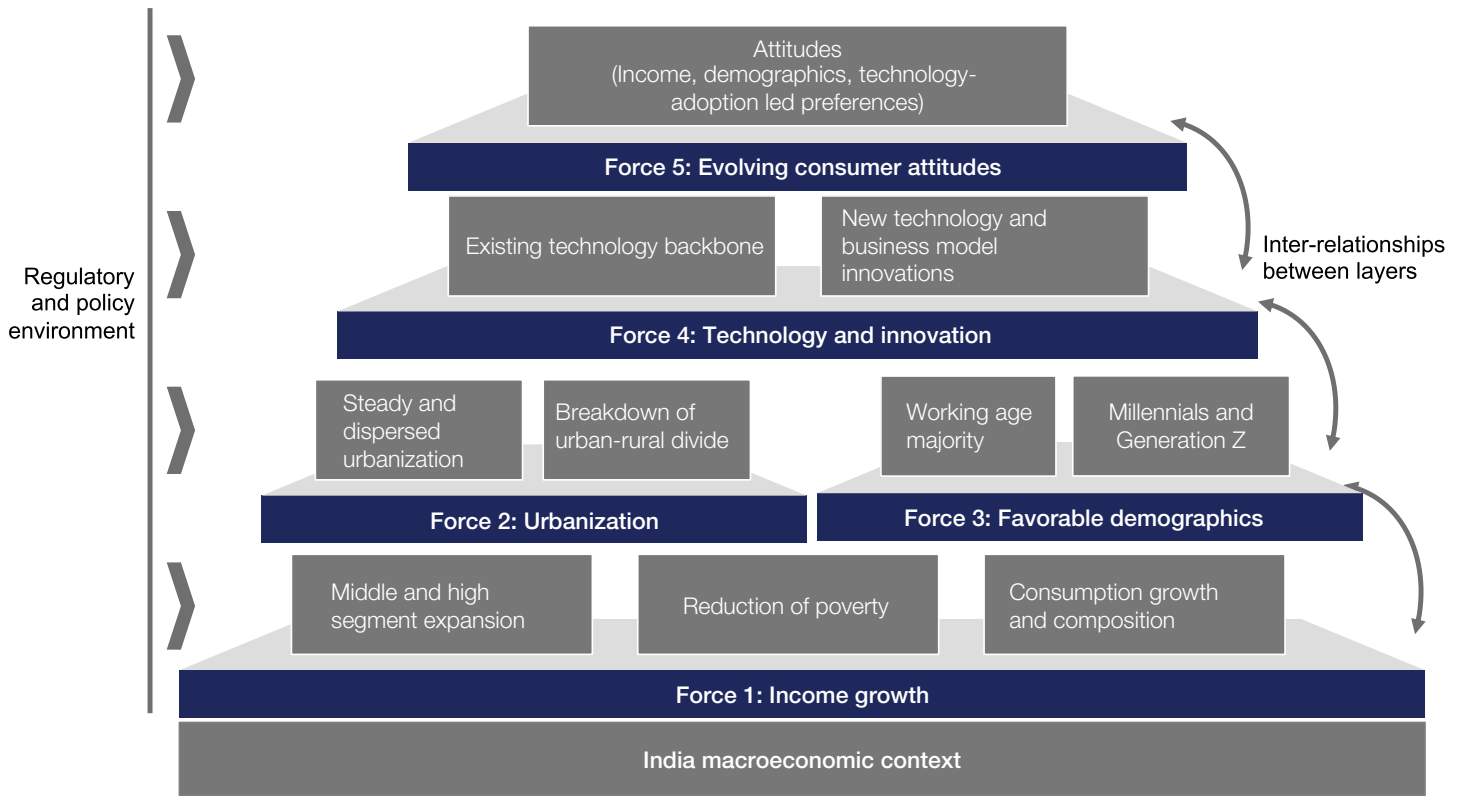 Attitudes
(Income, demographics, technology-
adoption led preferences)
Force 5: Evolving consumer attitudes
Existing technology backbone
New technology and
business model
innovations
Inter-relationships
between layers
Regulatory
and policy
environment
Force 4: Technology and innovation
Steady and
dispersed
urbanization
Breakdown of
urban-rural divide
Working age
majority
Millennials and
Generation Z
Force 2: Urbanization
Force 3: Favorable demographics
Middle and high
segment expansion
Reduction of poverty
Consumption growth
and composition
Force 1: Income growth
India macroeconomic context